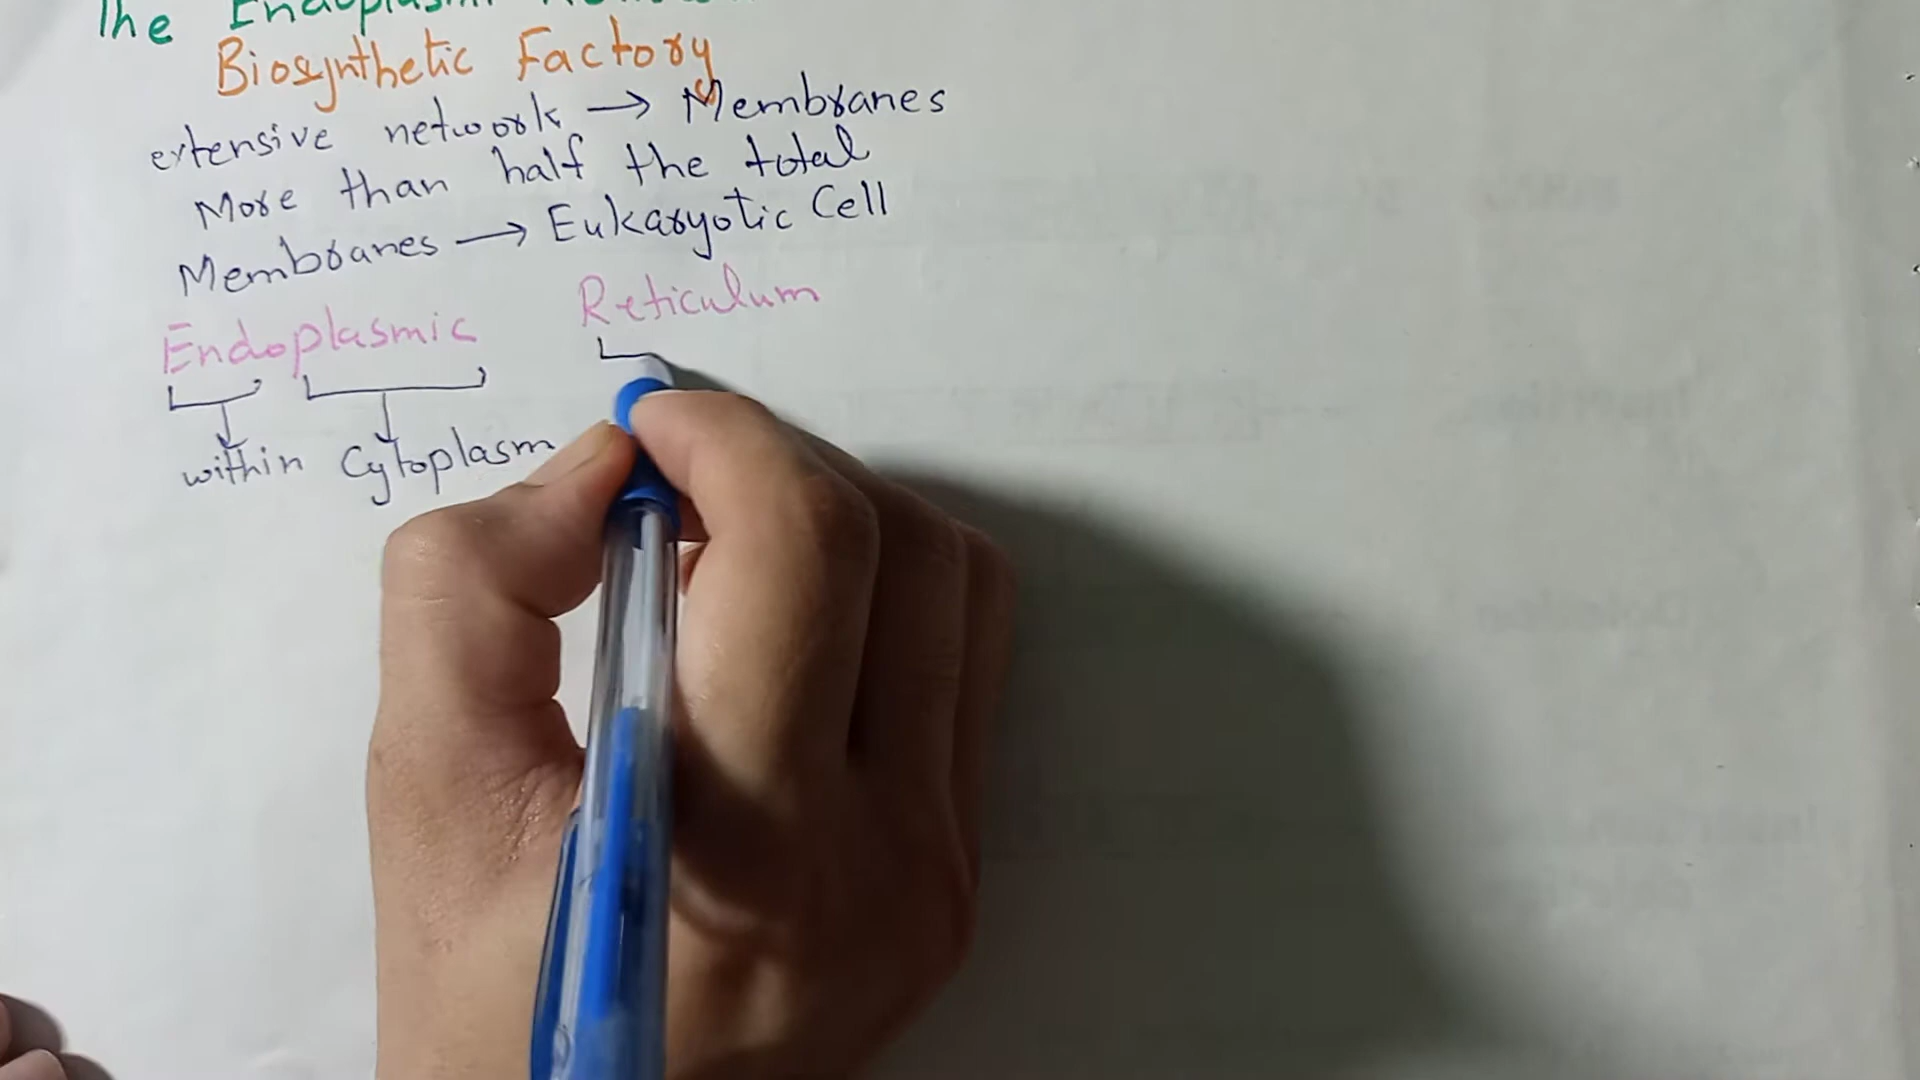 The
Biosynthetic Factory
extensive network → Membranes
More than half the total
Membranes → Eukaryotic Cell
Endoplasmic Reticulum
within Cytoplasm